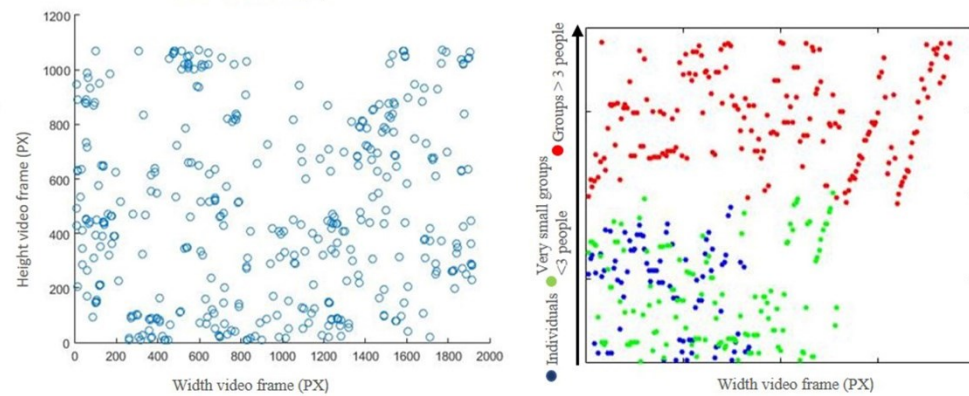 1200
1000
800
600
400
200
0
Height video frame (PX)
0 200 400 600 800 1000 1200 1400 1600 1800 2000
Width video frame (PX)
Individuals
Very small groups
<3 people
Groups > 3 people
Width video frame (PX)